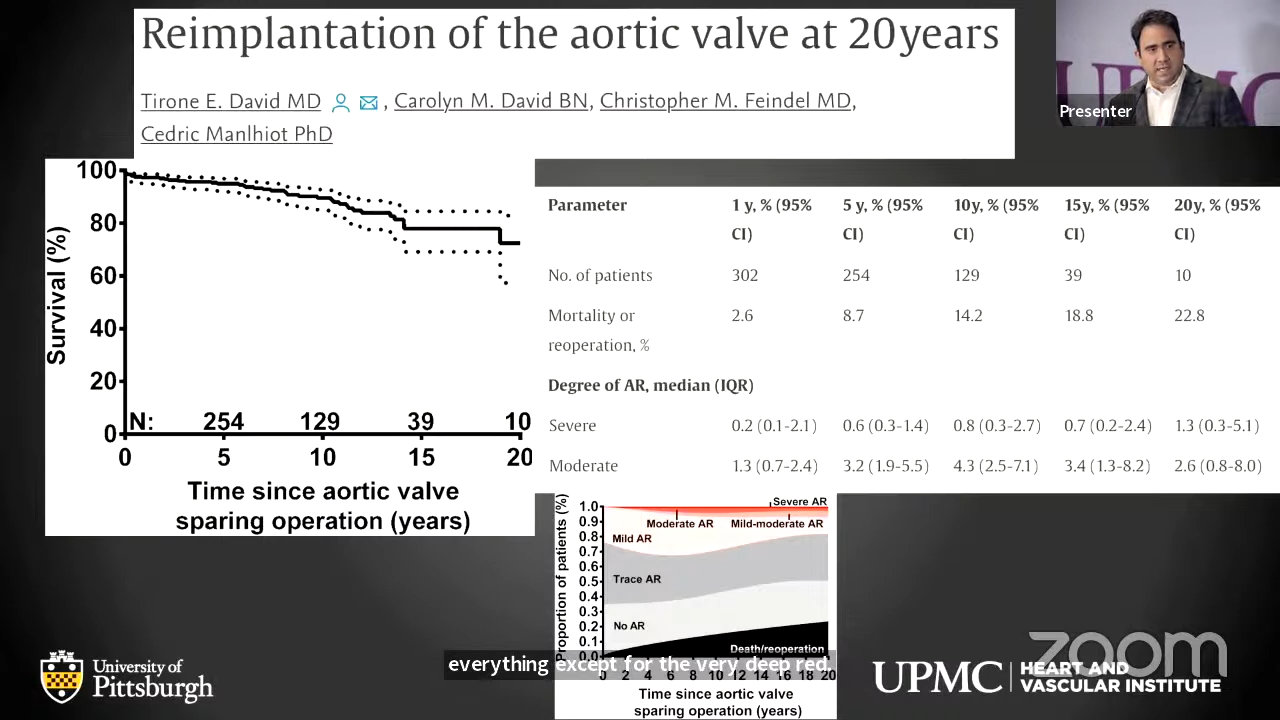 Reimplantation of the aortic valve at 20 years
Tirone E. David MD , Carolyn M. David BN, Christopher M. Feindel MD,
Cedric Manlhiot PhD
Presenter
100
80
60
40
20
0
Survival (%)
N: 254 129 39 10
0 5 10 15 20
Time since aortic valve
sparing operation (years)
Parameter 1 y, % (95% CI) 5 y, % (95% CI) 10 y, % (95% CI) 15 y, % (95% CI) 20 y, % (95% CI)
No. of patients 302 254 129 39 10
Mortality or reoperation, % 2.6 8.7 14.2 18.8 22.8
Degree of AR, median (IQR)
Severe 0.2 (0.1-2.1) 0.6 (0.3-1.4) 0.8 (0.3-2.7) 0.7 (0.2-2.4) 1.3 (0.3-5.1)
Moderate 1.3 (0.7-2.4) 3.2 (1.9-5.5) 4.3 (2.5-7.1) 3.4 (1.3-8.2) 2.6 (0.8-8.0)
Proportion of patients (%)
1.0
0.9
0.8
0.7
0.6
0.5
0.4
0.3
0.2
0.1
0.0
Severe AR
Moderate AR Mild-moderate AR
Mild AR
Trace AR
No AR
Death/reoperation
everything except for the very deep red.
0 2 4 6 8 10 12 14 16 18 20
Time since aortic valve
sparing operation (years)
University of
Pittsburgh
zoom
UPMC HEART AND
VASCULAR INSTITUTE